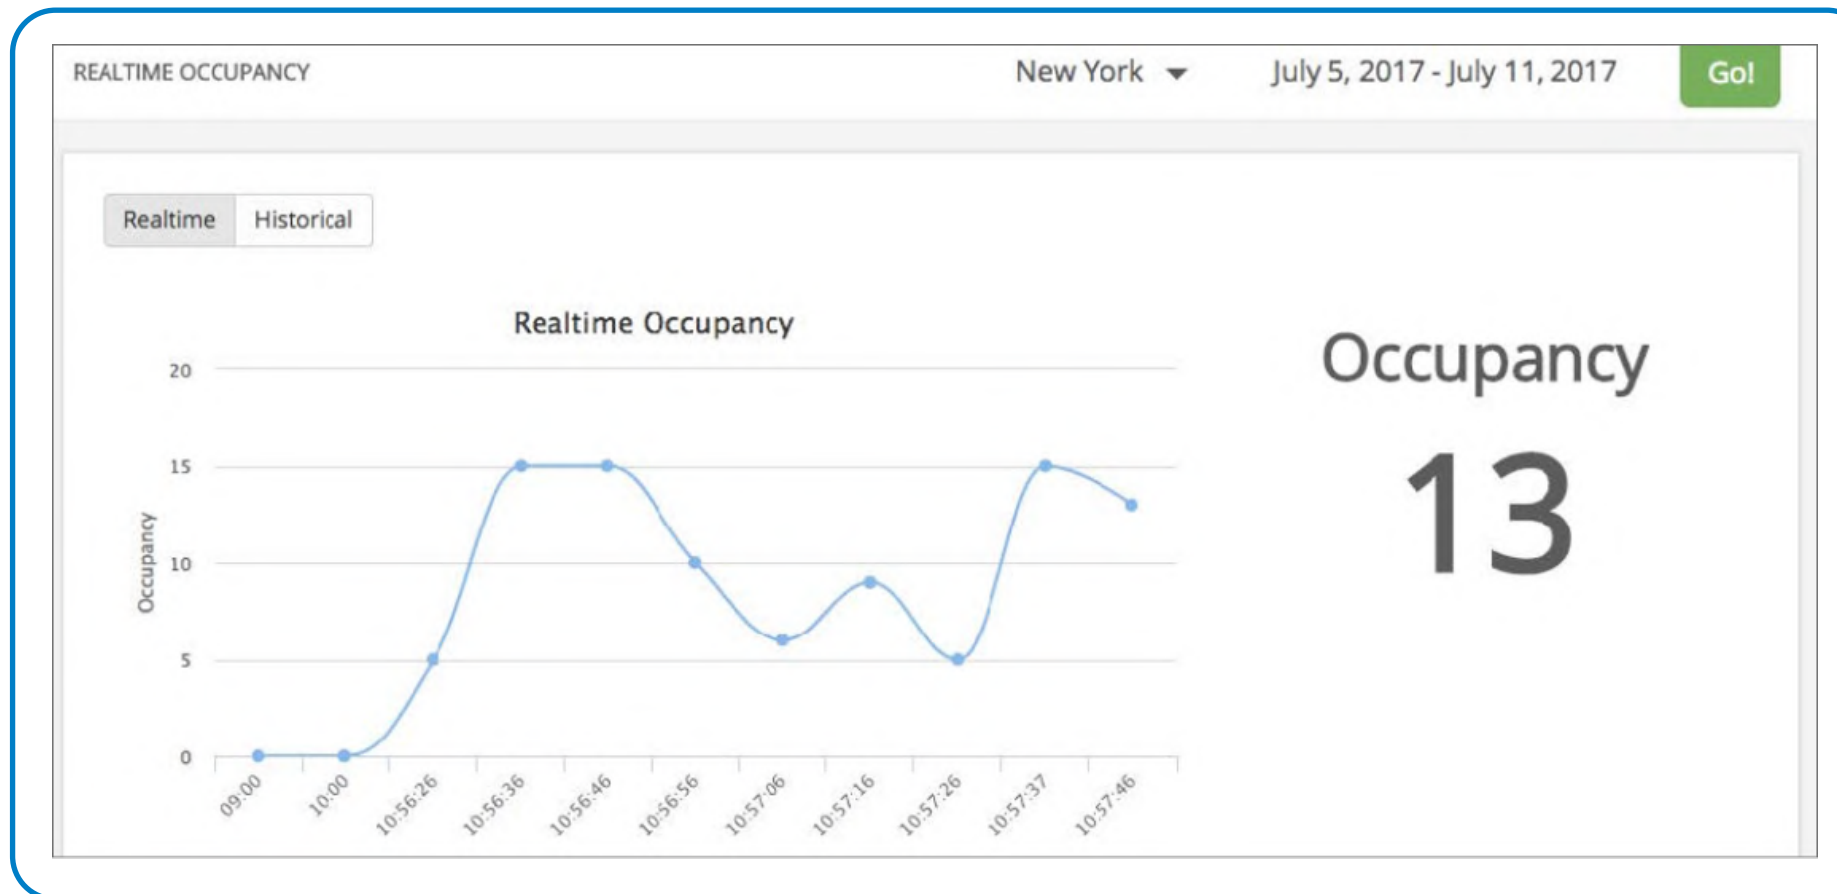 REALTIME OCCUPANCY New York July 5, 2017 - July 11, 2017 Go!
Realtime Historical
Realtime Occupancy
Occupancy
13
20
15
10
5
0
Occupancy
09:00 10:00 10:56:26 10:56:36 10:56:46 10:56:56 10:57:06 10:57:16 10:57:26 10:57:37 10:57:46